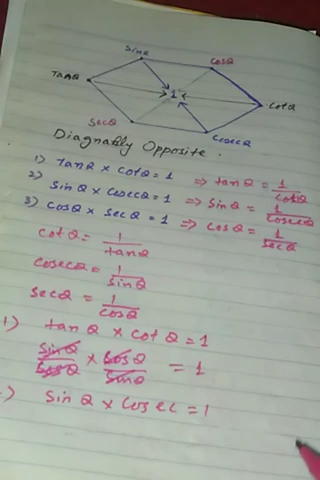 sinθ
cosθ
Tanθ
1
cotθ
secθ
cosecθ
Diagnally Opposite.
1) tanθ × cotθ = 1 ⇒ tanθ = 1/cotθ
2) sinθ × cosecθ = 1 ⇒ sinθ = 1/cosecθ
3) cosθ × secθ = 1 ⇒ cosθ = 1/secθ
cotθ = 1/tanθ
cosecθ = 1/sinθ
secθ = 1/cosθ
1) tanθ × cotθ = 1
sinθ/cosθ × cosθ/sinθ = 1
sinθ × cosec = 1